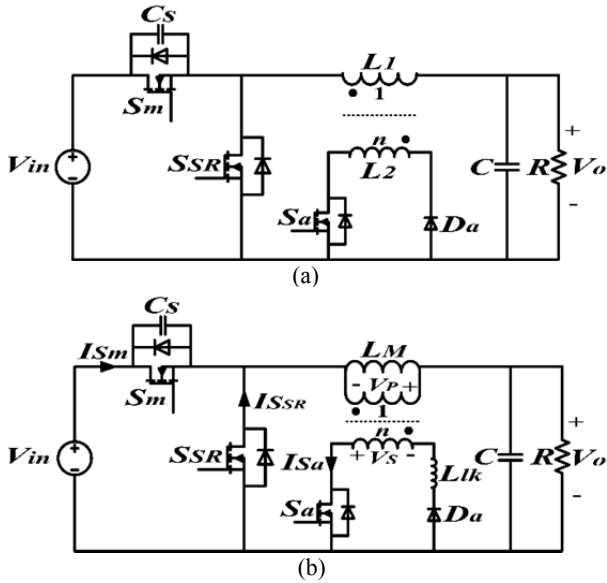 Cs
Sm
L1
1
Vin
SSR
n
L2
Sa
Da
C
R
+
Vo
-
(a)
Cs
ISm
Sm
LM
- VP +
1
ISSR
Vin
SSR
n
+ VS -
ISa
Llk
Sa
Da
C
R
+
Vo
-
(b)